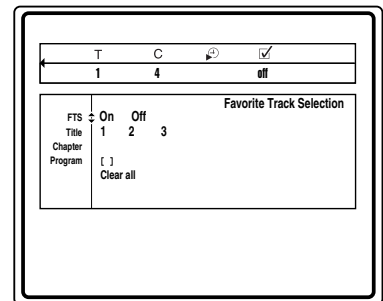 T C
1 4 off
Favorite Track Selection
FTS On Off
Title 1 2 3
Chapter
Program [ ]
Clear all